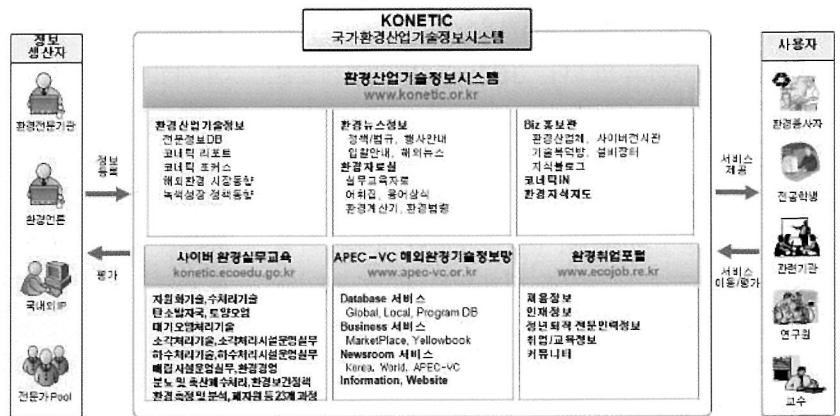 KONETIC
국가환경산업기술정보시스템
정보
생산자
환경전문기관
환경언론
국내외 IP
전문가 Pool
정보
등록
평가
환경산업기술정보시스템
www.konetic.or.kr
환경산업기술정보
전문정보DB
코네틱 리포트
코네틱 포커스
해외환경 시장동향
녹색성장 정책동향
환경뉴스정보
정책/법규, 행사안내
입찰안내, 해외뉴스
환경자료실
실무교육자료
어휘집, 용어상식
환경계산기, 환경법령
Biz 홍보관
환경산업체, 사이버전시관
기술복덕방, 설비장터
지식블로그
코네틱iN
환경지식지도
사이버 환경실무교육
konetic.ecoedu.go.kr
자원화기술,수처리기술
탄소발자국, 토양오염
대기오염처리기술
소각처리기술,소각처리시설운영실무
하수처리기술,하수처리시설운영실무
매립시설운영실무,환경경영
분뇨 및 축산폐수처리,환경보건정책
환경 측정 및 분석, 폐자원 등 23개 과정
APEC-VC 해외환경기술정보망
www.apec-vc.or.kr
Database 서비스
Global, Local, Program DB
Business 서비스
MarketPlace, Yellowbook
Newsroom 서비스
Korea, World, APEC-VC
Information, Website
환경취업포털
www.ecojob.re.kr
채용정보
인재정보
정년퇴직 전문인력정보
취업/교육정보
커뮤니티
서비스
제공
서비스
이용/평가
사용자
환경종사자
전공학생
관련기관
연구원
교수